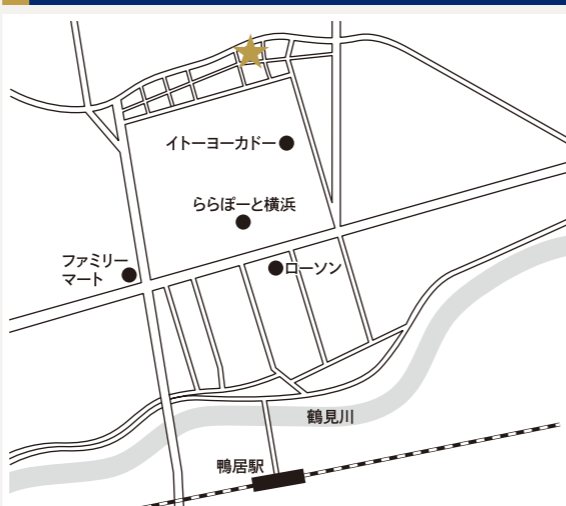 イトーヨーカドー
ららぽーと横浜
ファミリー
マート
ローソン
鶴見川
鴨居駅